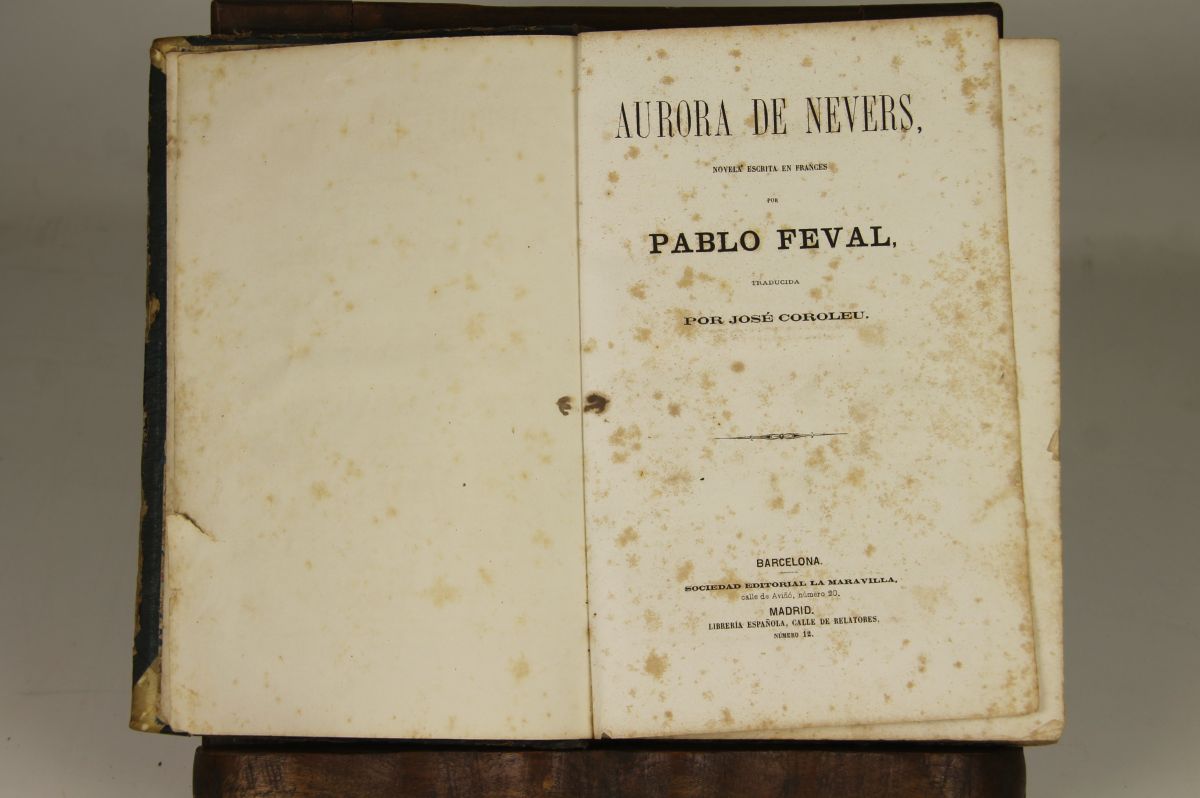 AURORA DE NEVERS,
NOVELA ESCRITA EN FRANCES
POR
PABLO FEVAL,
TRADUCIDA
POR JOSÉ COROLEU.
BARCELONA.
SOCIEDAD EDITORIAL LA MARAVILLA,
calle de Aviñó, número 20.
MADRID.
LIBRERÍA ESPAÑOLA, CALLE DE RELATORES,
NÚMERO 12.